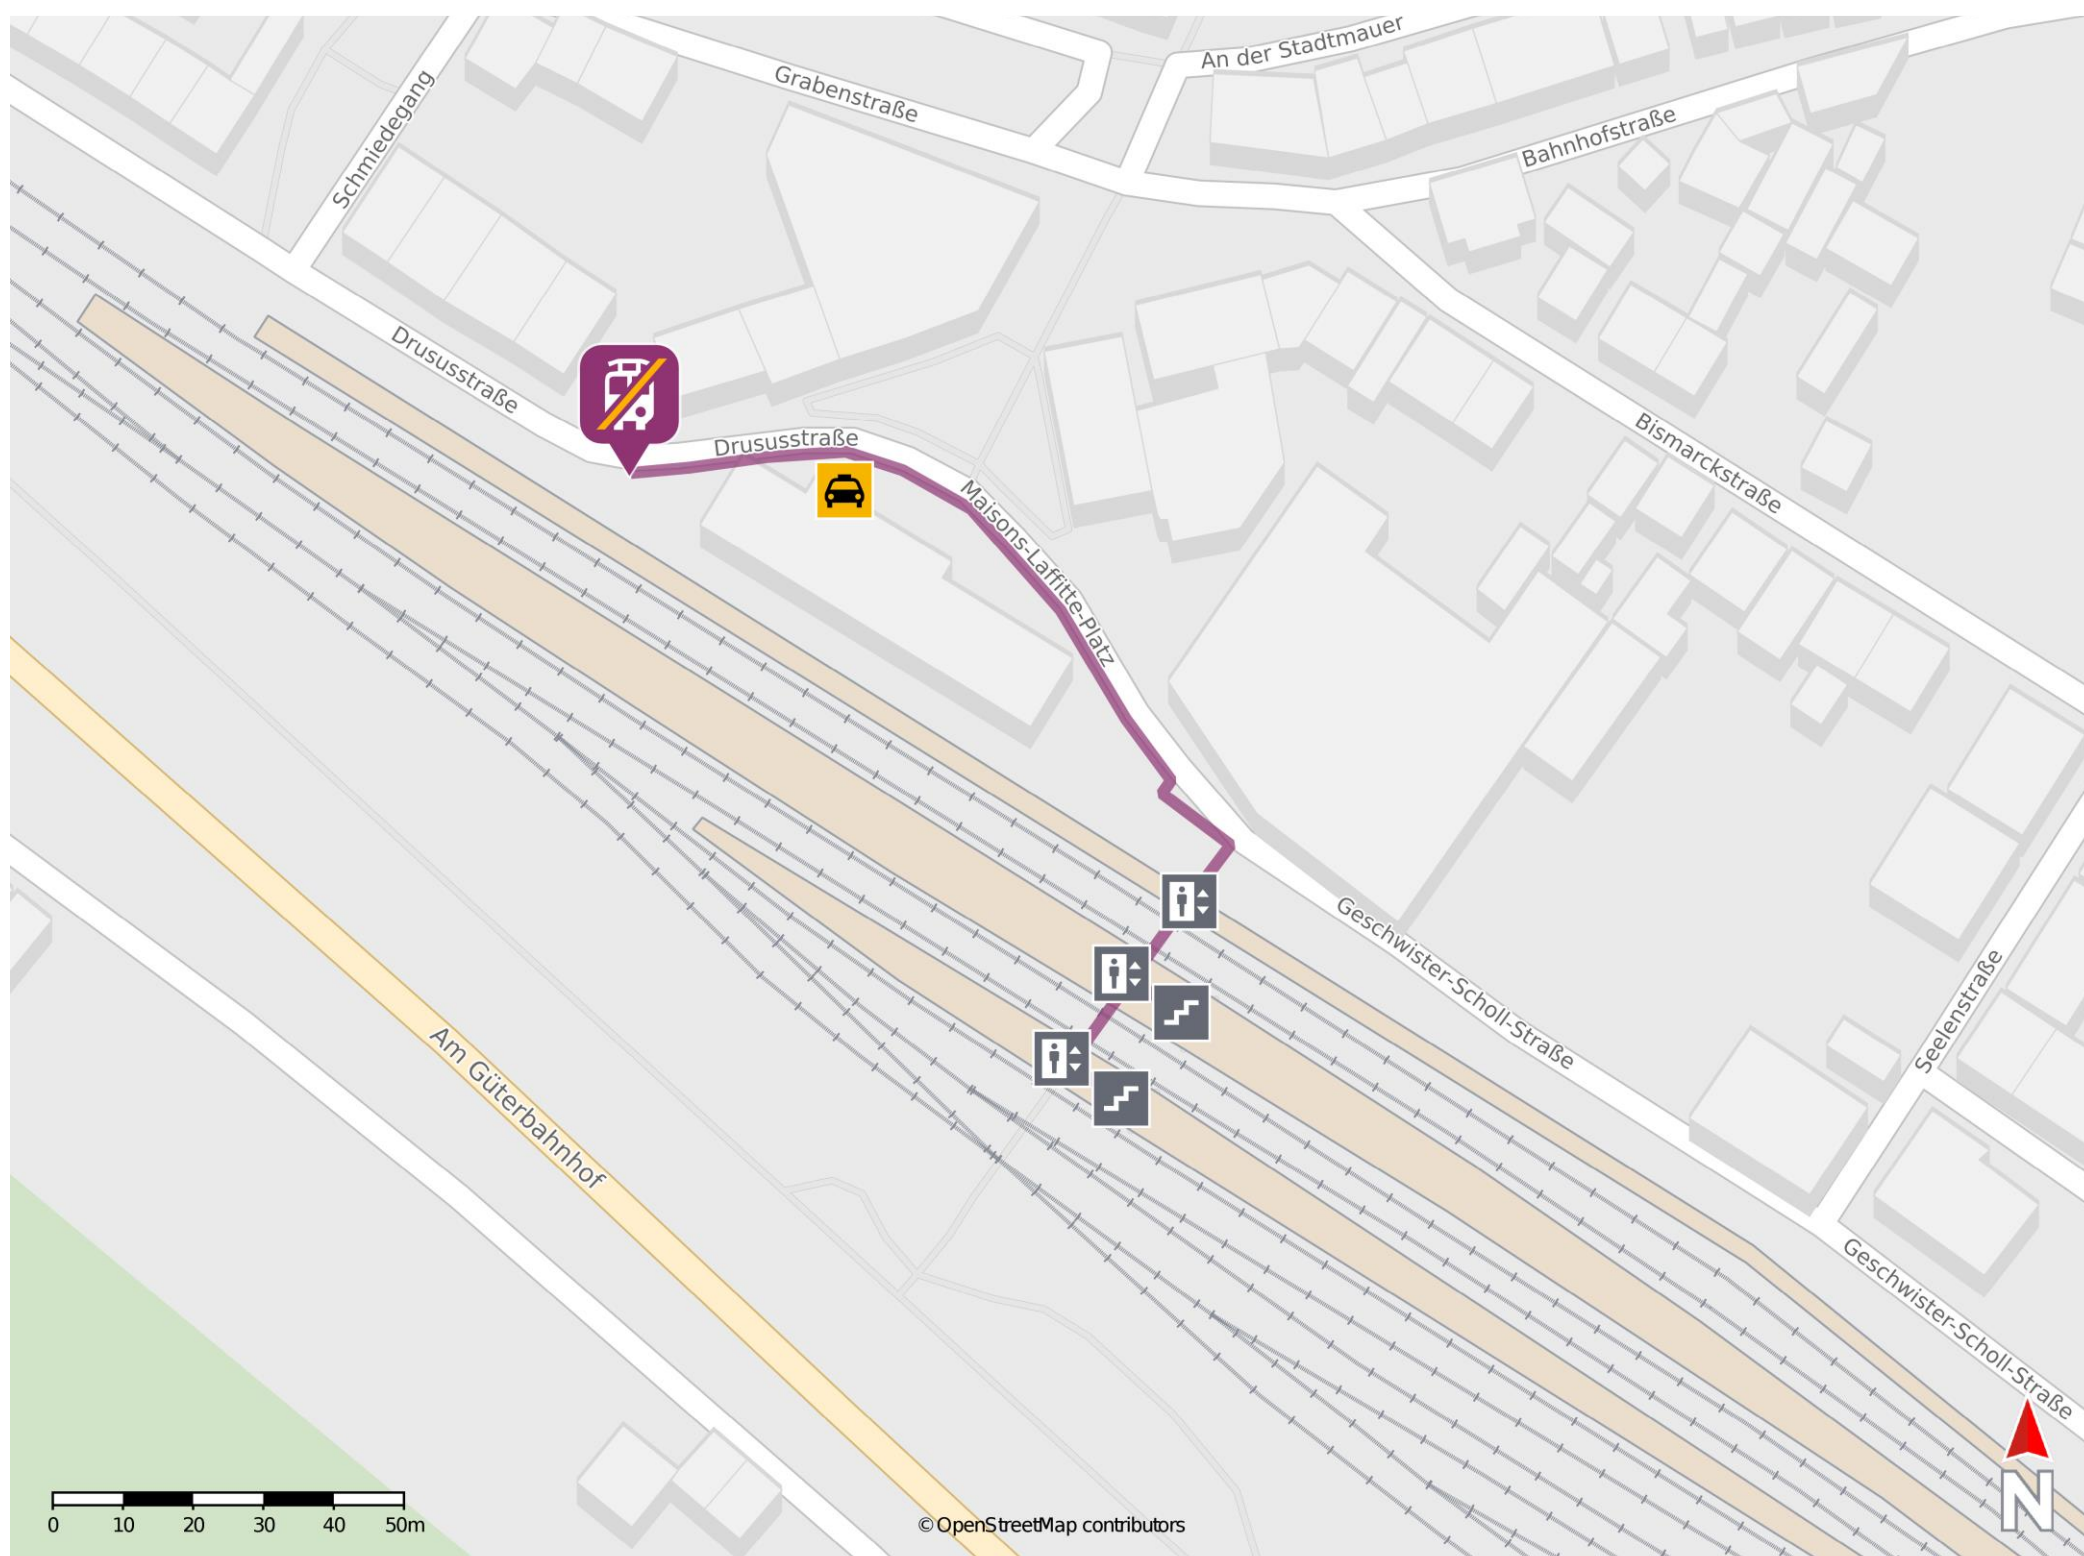 An der Stadtmauer
Grabenstraße
Schmiedegang
Bahnhofstraße
Drususstraße
Drususstraße
Bismarckstraße
Maisons-Laffitte-Platz
Geschwister-Scholl-Straße
Seelenstraße
Am Güterbahnhof
Geschwister-Scholl-Straße
N
0 10 20 30 40 50m
© OpenStreetMap contributors